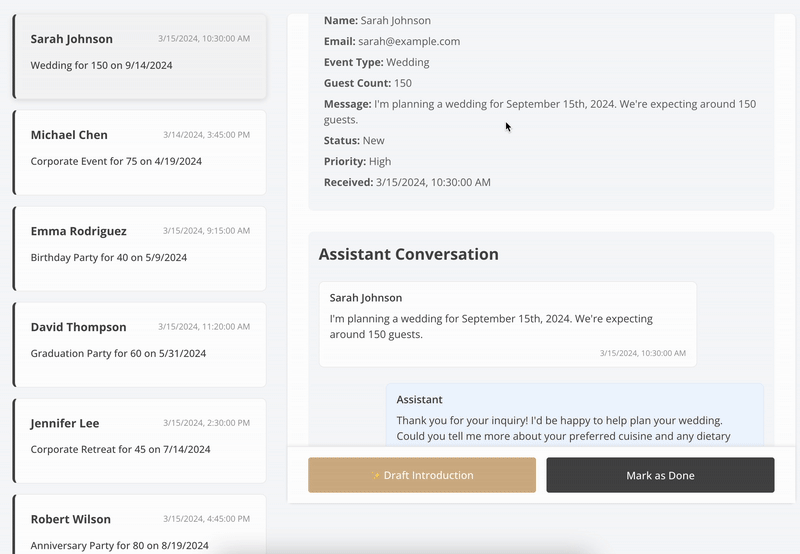 Sarah Johnson
3/15/2024, 10:30:00 AM
Wedding for 150 on 9/14/2024
Michael Chen
3/14/2024, 3:45:00 PM
Corporate Event for 75 on 4/19/2024
Emma Rodriguez
3/15/2024, 9:15:00 AM
Birthday Party for 40 on 5/9/2024
David Thompson
3/15/2024, 11:20:00 AM
Graduation Party for 60 on 5/31/2024
Jennifer Lee
3/15/2024, 2:30:00 PM
Corporate Retreat for 45 on 7/14/2024
Robert Wilson
3/15/2024, 4:45:00 PM
Anniversary Party for 80 on 8/19/2024
Name: Sarah Johnson
Email: sarah@example.com
Event Type: Wedding
Guest Count: 150
Message: I'm planning a wedding for September 15th, 2024. We're expecting around 150
guests.
Status: New
Priority: High
Received: 3/15/2024, 10:30:00 AM
Assistant Conversation
Sarah Johnson
I'm planning a wedding for September 15th, 2024. We're expecting
around 150 guests.
3/15/2024, 10:30:00 AM
Assistant
Thank you for your inquiry! I'd be happy to help plan your wedding.
Could you tell me more about your preferred cuisine and any dietary
✨ Draft Introduction
Mark as Done